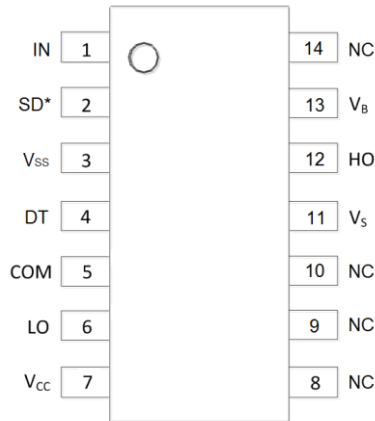 IN 1 14 NC
SD* 2 13 VB
VSS 3 12 HO
DT 4 11 VS
COM 5 10 NC
LO 6 9 NC
VCC 7 8 NC